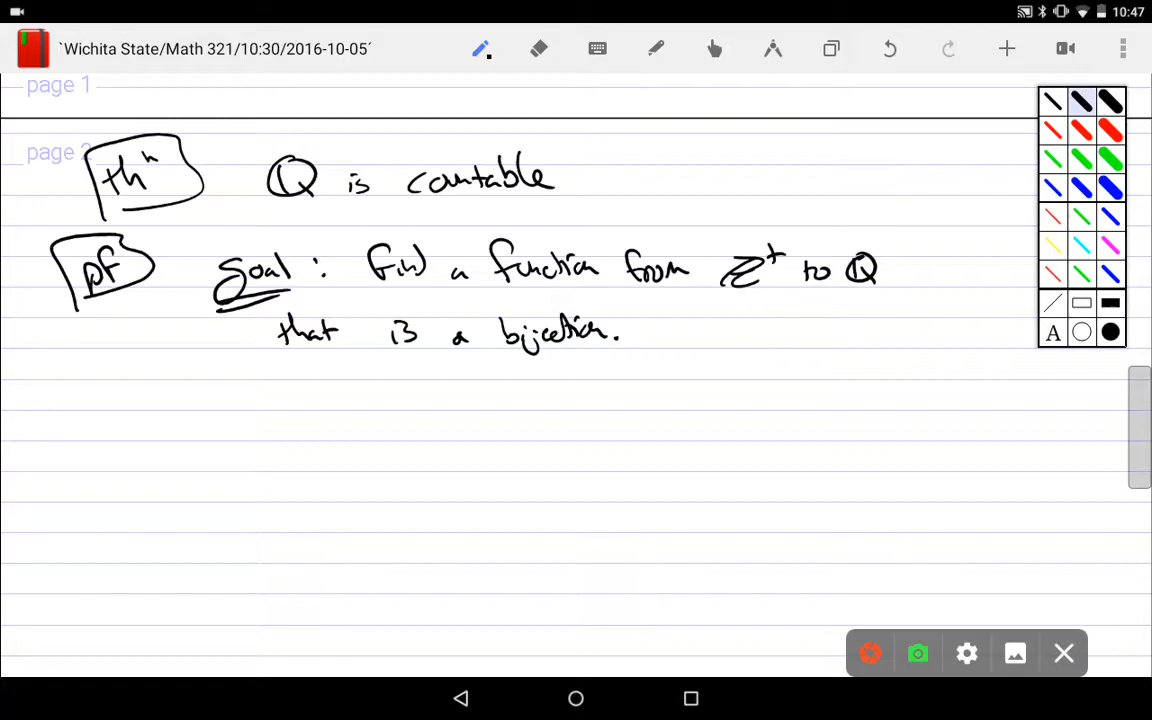 10:47
`Wichita State/Math 321/10:30/2016-10-05´
page 1
page 2
thⁿ ℚ is countable
pf Goal: Find a function from ℤ⁺ to ℚ
that is a bijection.
A